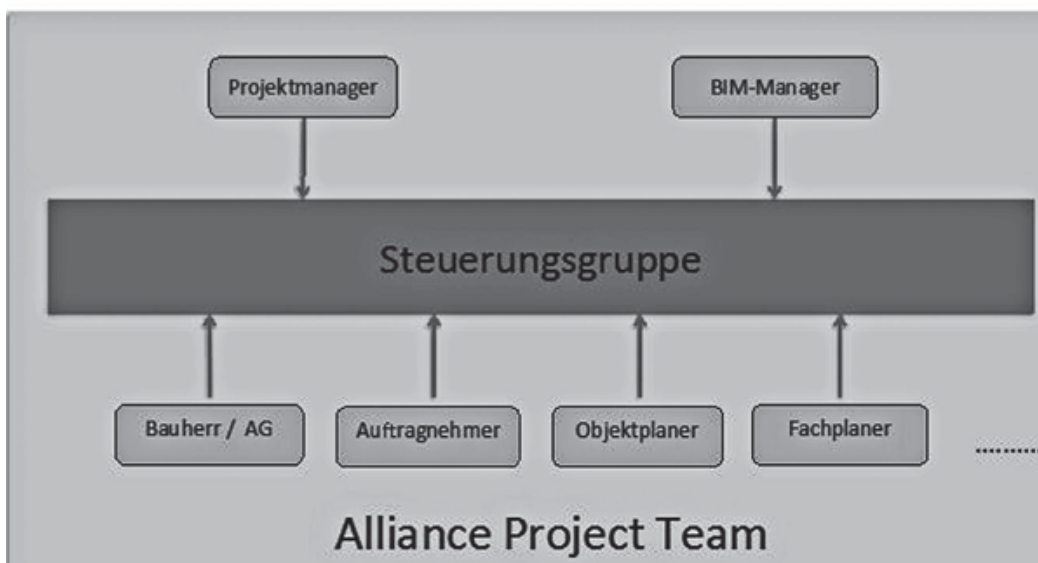 Projektmanager
BIM-Manager
Steuerungsgruppe
Bauherr / AG
Auftragnehmer
Objektplaner
Fachplaner
...........
Alliance Project Team